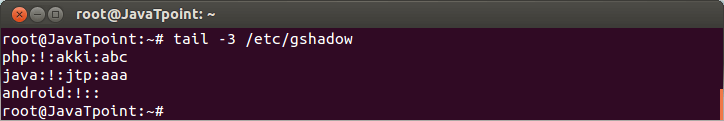 root@JavaTpoint: ~
root@JavaTpoint:~# tail -3 /etc/gshadow
php:!:akki:abc
java:!:jtp:aaa
android:!::
root@JavaTpoint:~#